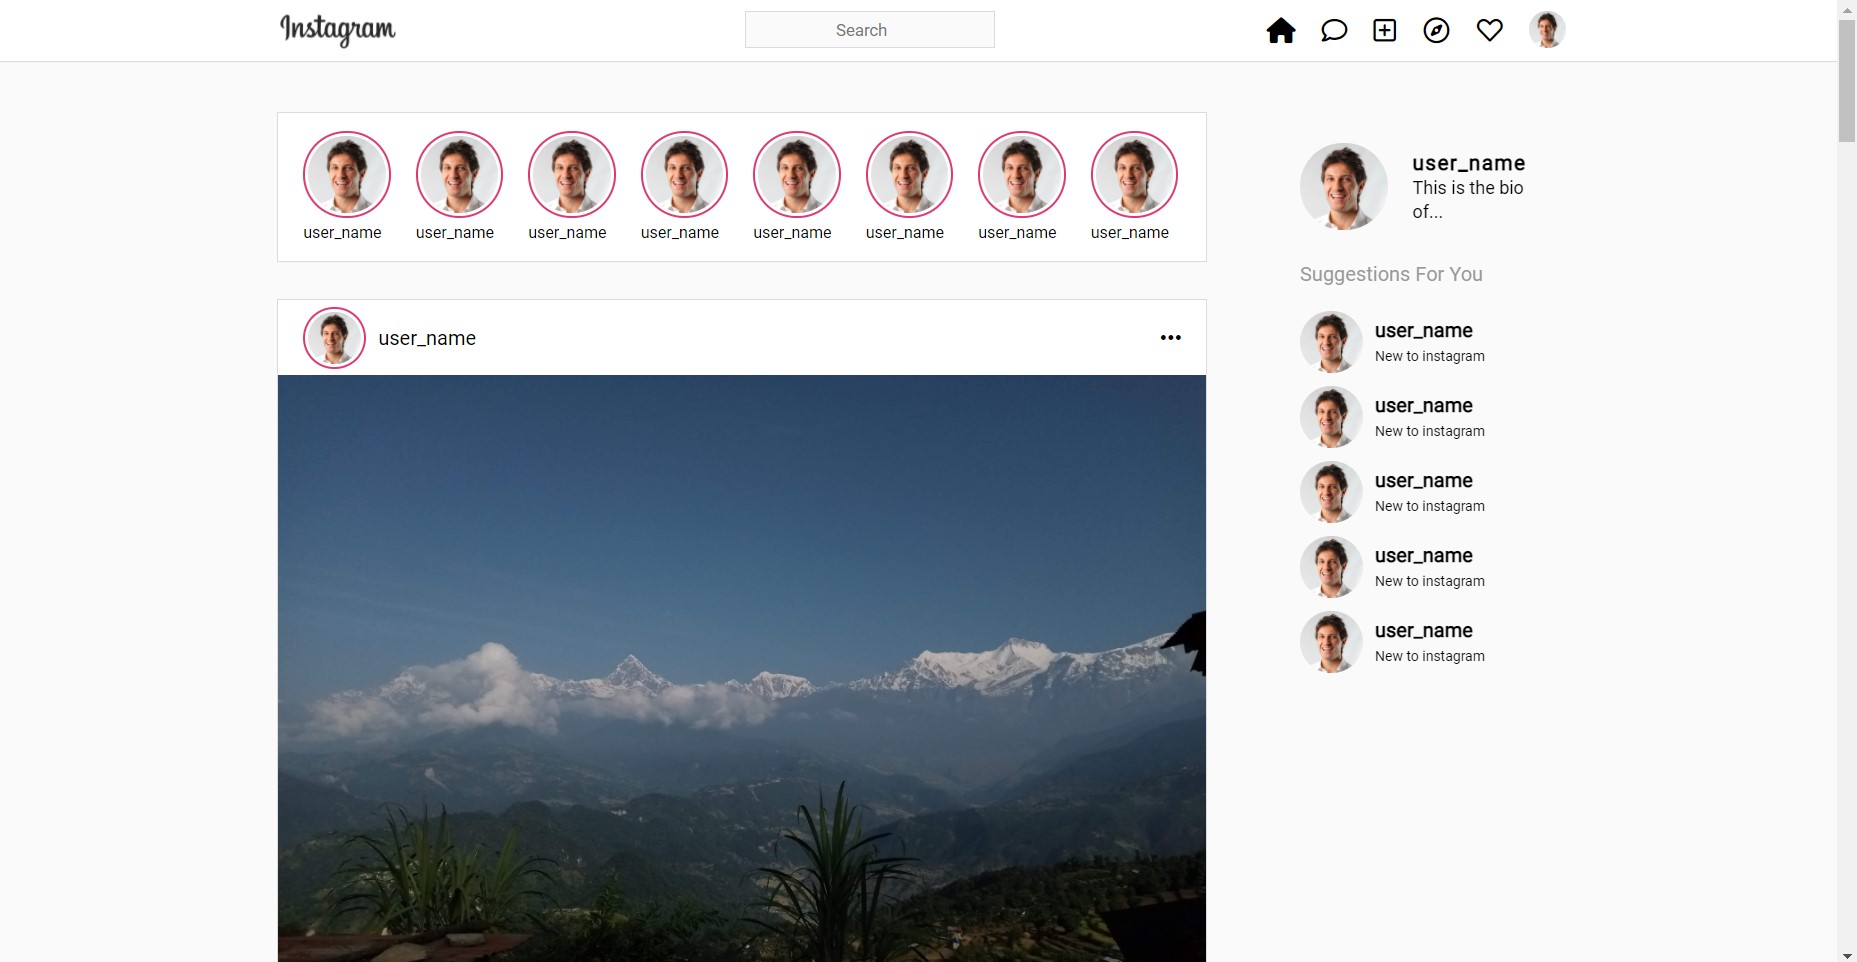 Instagram
Search
user_name
user_name
user_name
user_name
user_name
user_name
user_name
user_name
user_name
This is the bio
of...
Suggestions For You
user_name
New to instagram
user_name
New to instagram
user_name
New to instagram
user_name
New to instagram
user_name
New to instagram
user_name